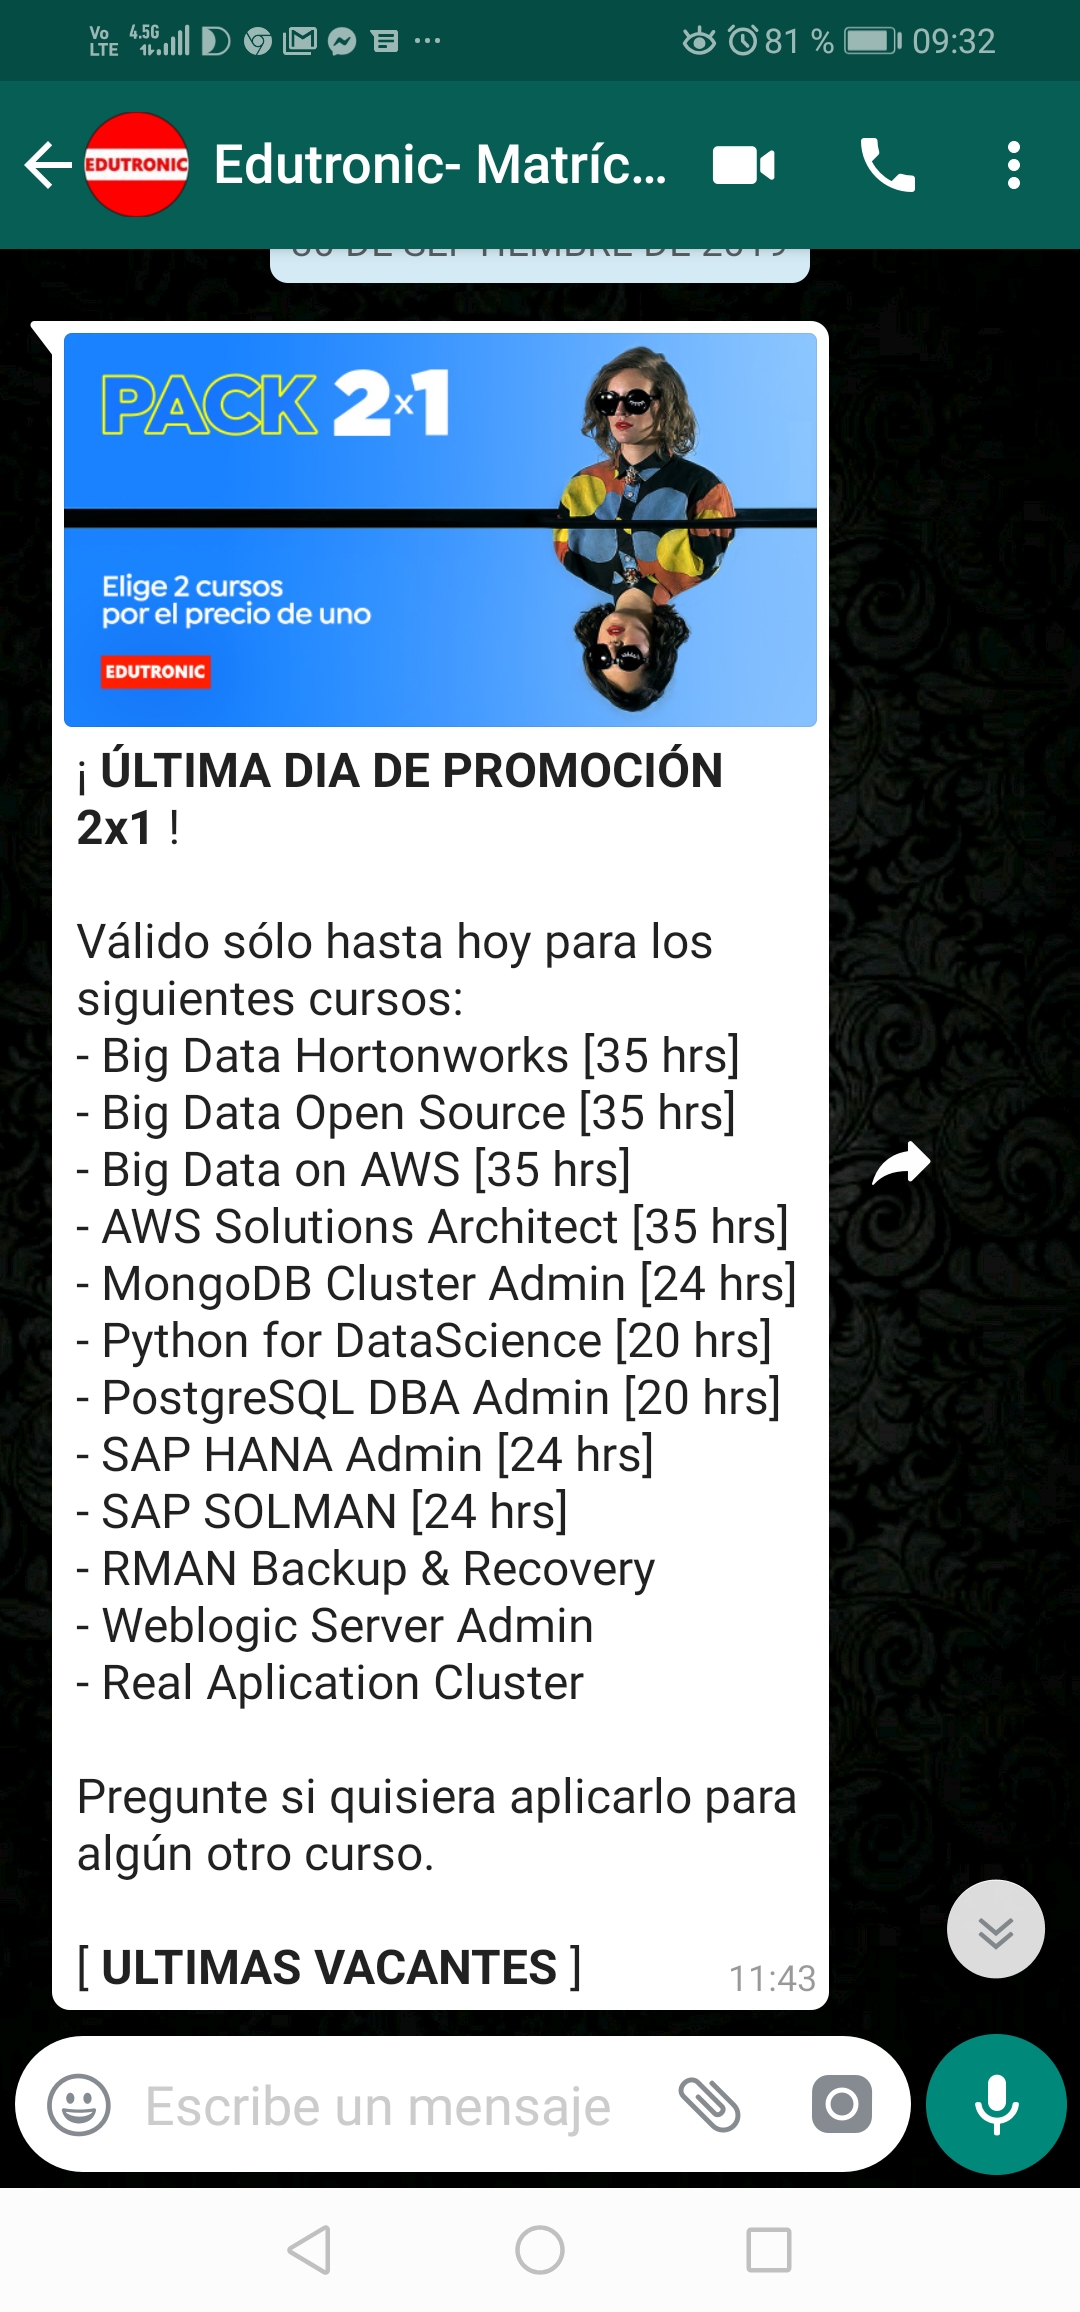 Vo
LTE
4.5G
81 %
09:32
EDUTRONIC
Edutronic- Matríc...
DE SEPTIEMBRE DE 2019
PACK 2x1
Elige 2 cursos
por el precio de uno
EDUTRONIC
¡ ÚLTIMA DIA DE PROMOCIÓN
2x1 !
Válido sólo hasta hoy para los
siguientes cursos:
- Big Data Hortonworks [35 hrs]
- Big Data Open Source [35 hrs]
- Big Data on AWS [35 hrs]
- AWS Solutions Architect [35 hrs]
- MongoDB Cluster Admin [24 hrs]
- Python for DataScience [20 hrs]
- PostgreSQL DBA Admin [20 hrs]
- SAP HANA Admin [24 hrs]
- SAP SOLMAN [24 hrs]
- RMAN Backup & Recovery
- Weblogic Server Admin
- Real Aplication Cluster
Pregunte si quisiera aplicarlo para
algún otro curso.
[ ULTIMAS VACANTES ]
11:43
Escribe un mensaje